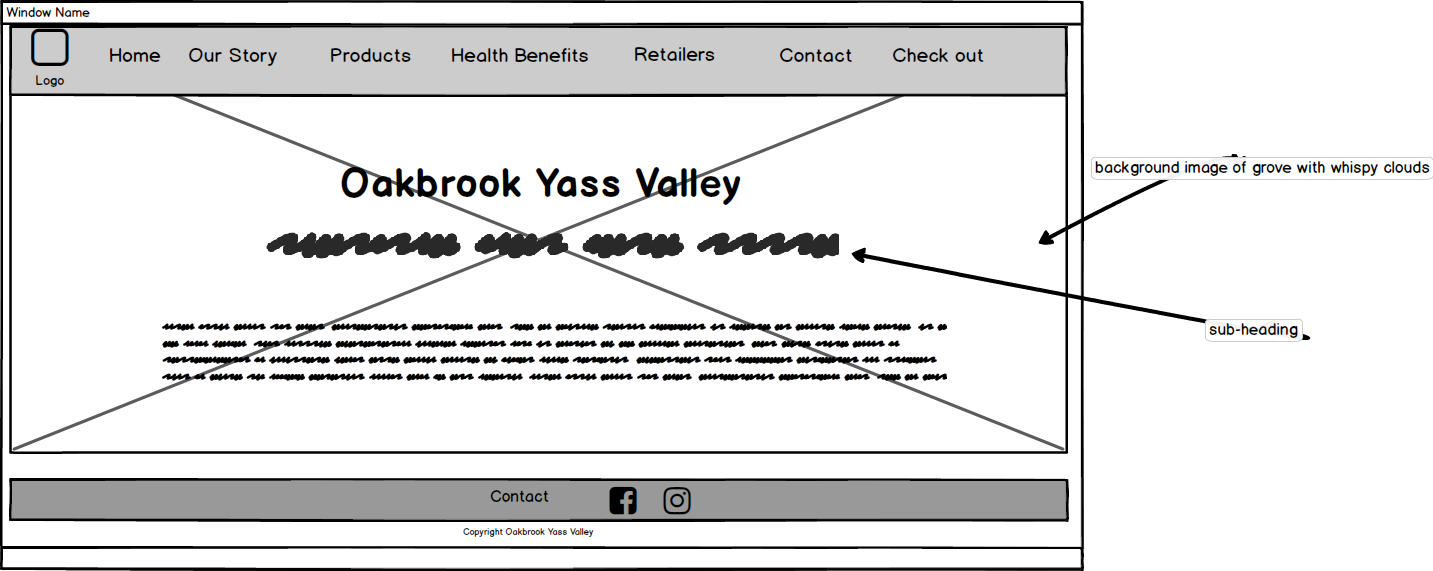 Window Name
Logo
Home Our Story Products Health Benefits Retailers Contact Check out
background image of grove with whispy clouds
Oakbrook Yass Valley
sub-heading
Contact
Copyright Oakbrook Yass Valley